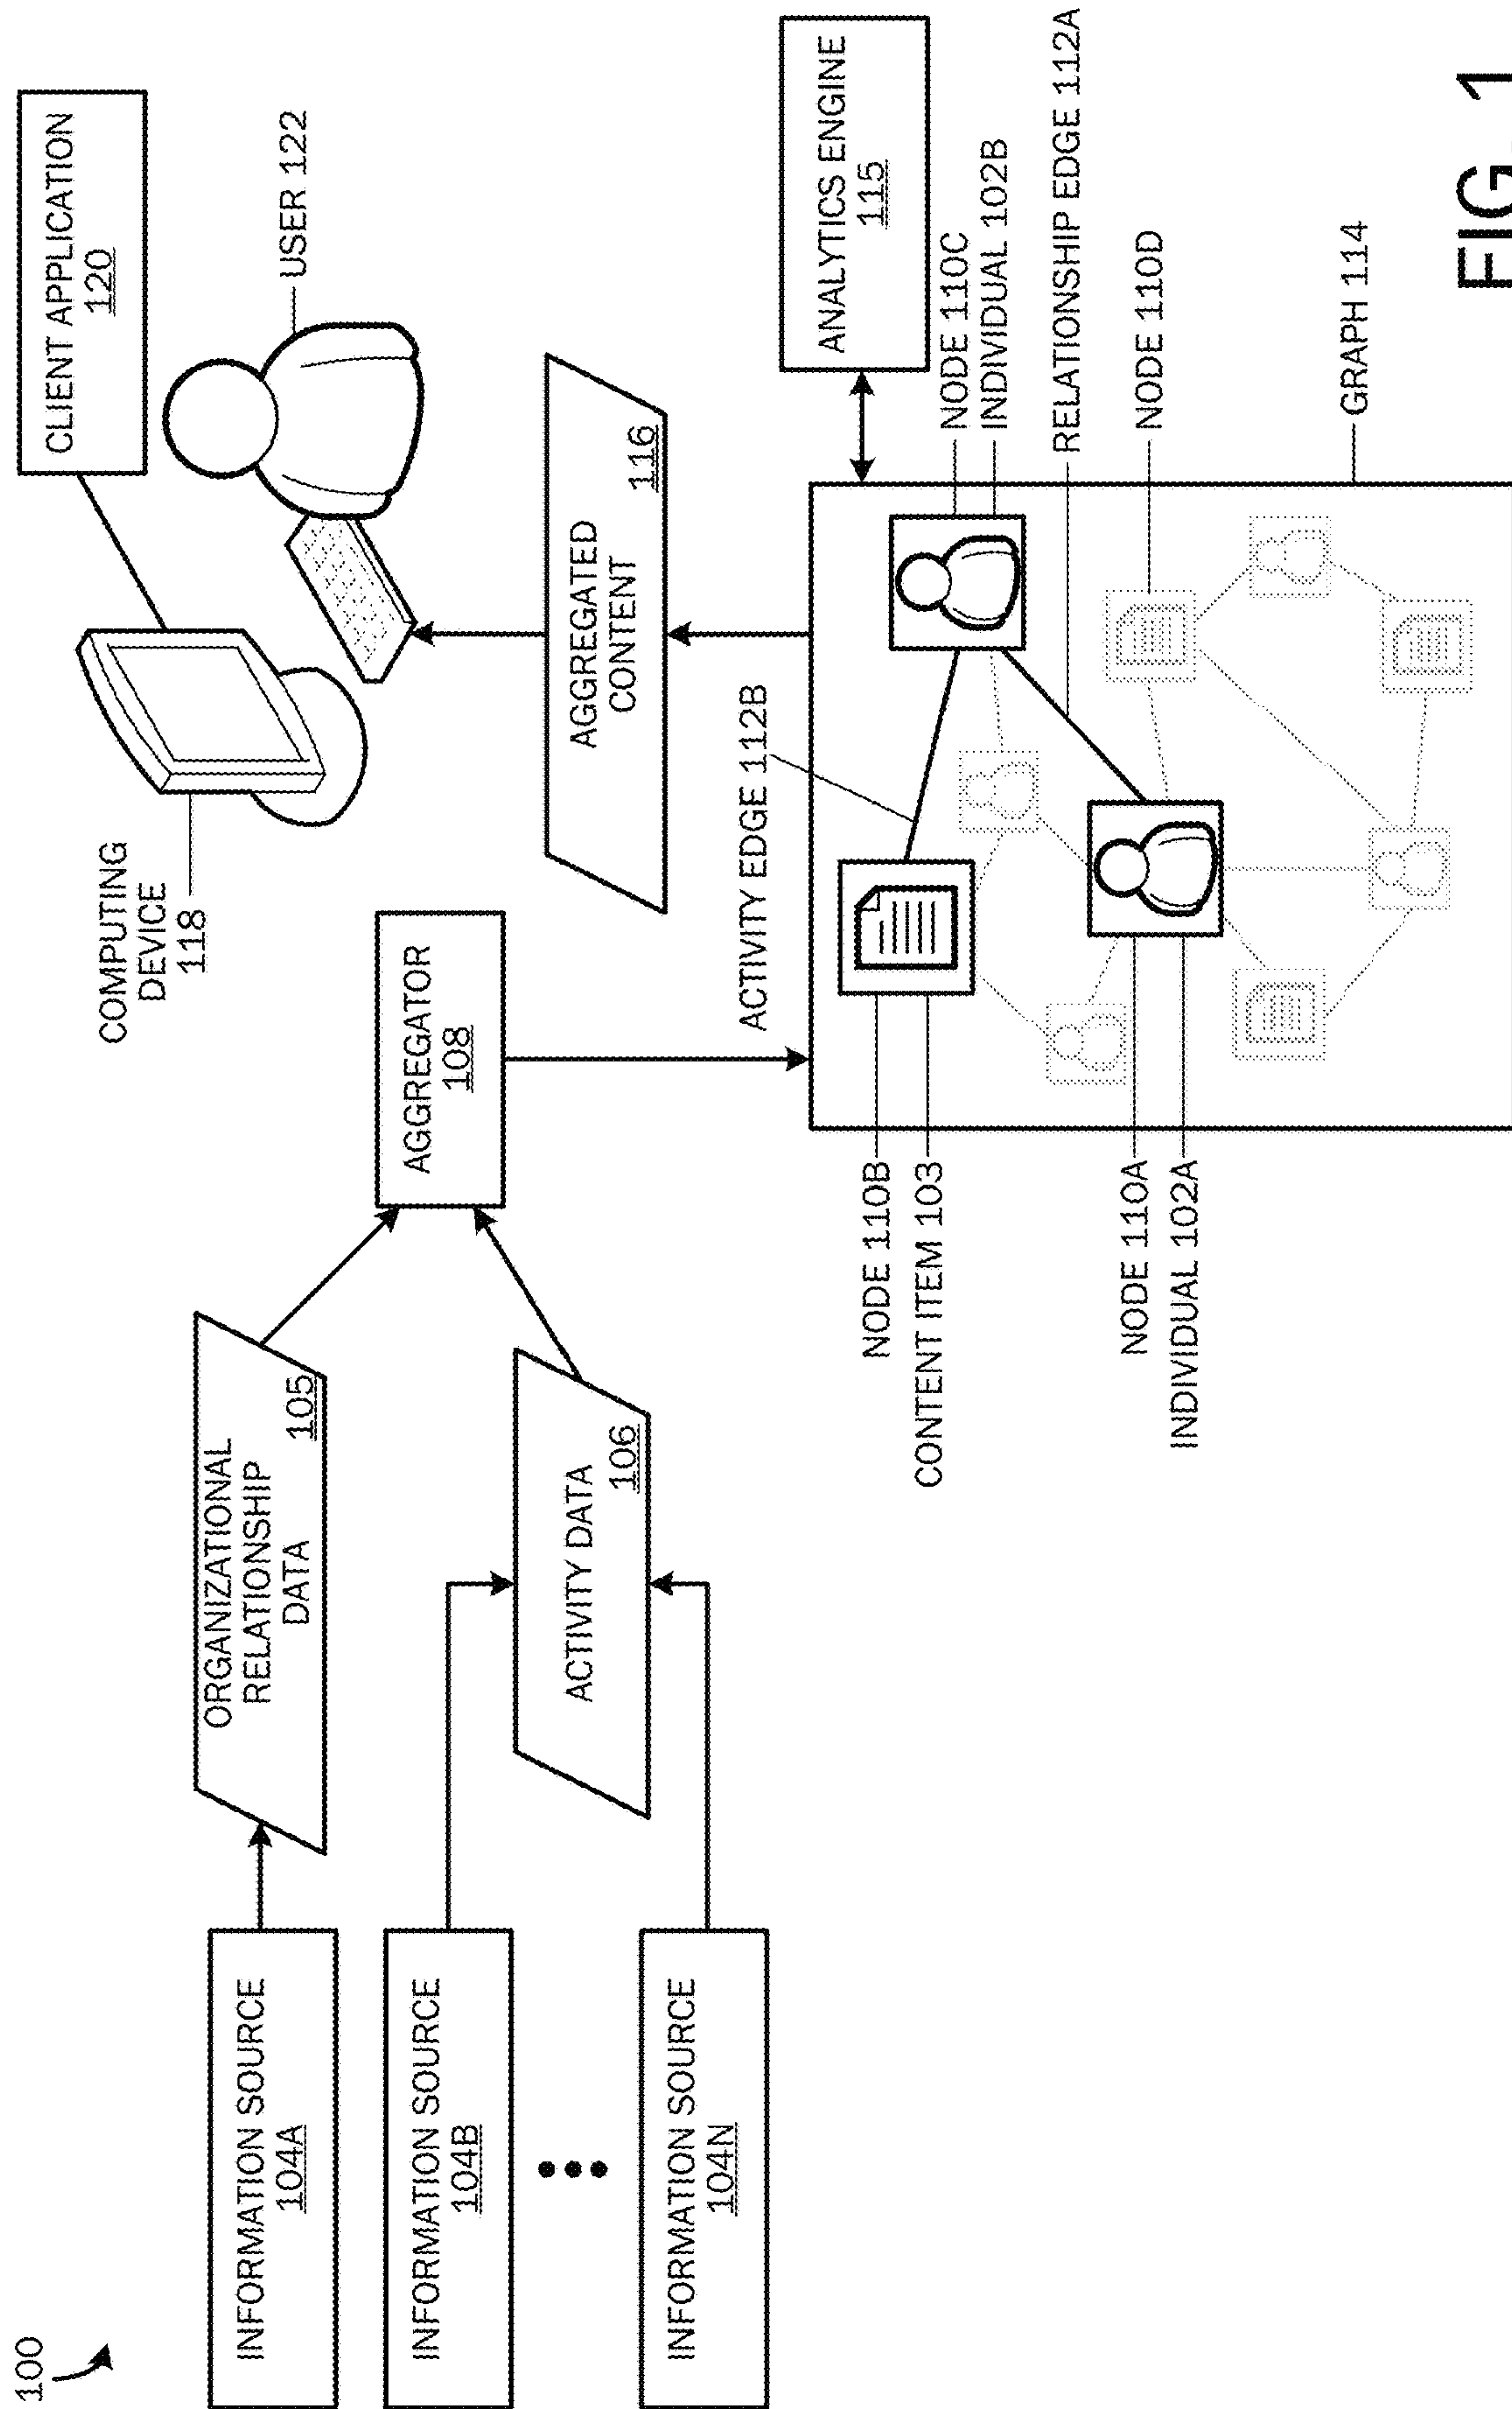 100
INFORMATION SOURCE
104A
INFORMATION SOURCE
104B
INFORMATION SOURCE
104N
ORGANIZATIONAL
RELATIONSHIP
DATA
105
ACTIVITY DATA
106
AGGREGATOR
108
COMPUTING
DEVICE
118
CLIENT APPLICATION
120
USER 122
AGGREGATED
CONTENT
116
ANALYTICS ENGINE
115
ACTIVITY EDGE 112B
NODE 110B
CONTENT ITEM 103
NODE 110A
INDIVIDUAL 102A
NODE 110C
INDIVIDUAL 102B
RELATIONSHIP EDGE 112A
NODE 110D
GRAPH 114
FIG. 1